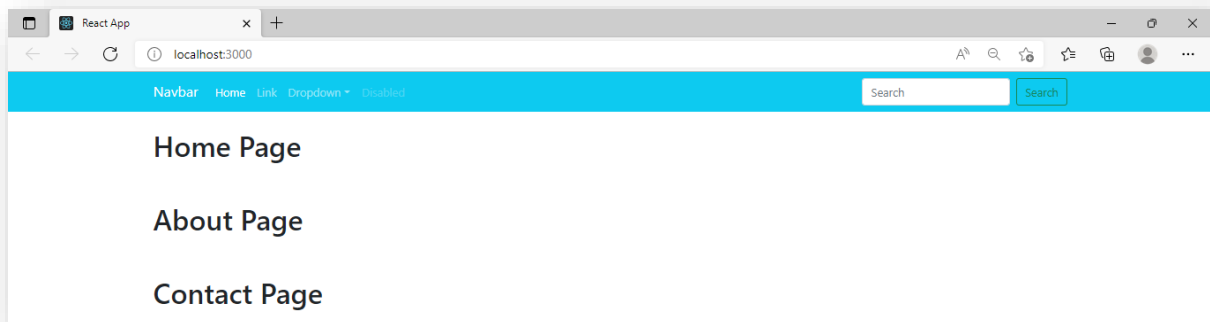 React App
localhost:3000
Navbar Home Link Dropdown Disabled Search Search
Home Page
About Page
Contact Page